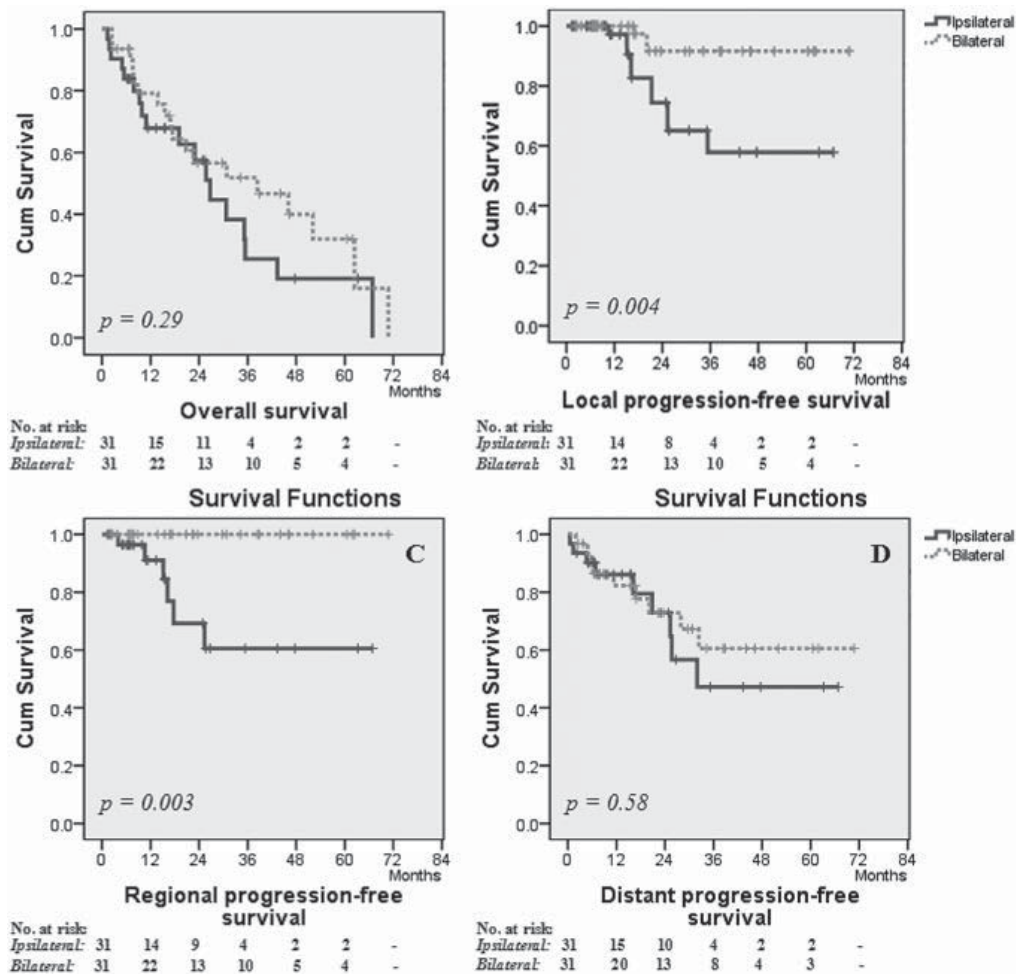 1.0
0.8
0.6
0.4
0.2
0.0
Cum Survival
p = 0.29
0 12 24 36 48 60 72 84
Months
Overall survival
No. at risk:
Ipsilateral: 31 15 11 4 2 2 -
Bilateral: 31 22 13 10 5 4 -
1.0
0.8
0.6
0.4
0.2
0.0
Cum Survival
p = 0.004
Ipsilateral
Bilateral
0 12 24 36 48 60 72 84
Months
Local progression-free survival
No. at risk:
Ipsilateral: 31 14 8 4 2 2 -
Bilateral: 31 22 13 10 5 4 -
Survival Functions
1.0
0.8
0.6
0.4
0.2
0.0
Cum Survival
C
p = 0.003
0 12 24 36 48 60 72 84
Months
Regional progression-free
survival
No. at risk:
Ipsilateral: 31 14 9 4 2 2 -
Bilateral: 31 22 13 10 5 4 -
Survival Functions
1.0
0.8
0.6
0.4
0.2
0.0
Cum Survival
D
p = 0.58
Ipsilateral
Bilateral
0 12 24 36 48 60 72 84
Months
Distant progression-free
survival
No. at risk:
Ipsilateral: 31 15 10 4 2 2 -
Bilateral: 31 20 13 8 4 3 -